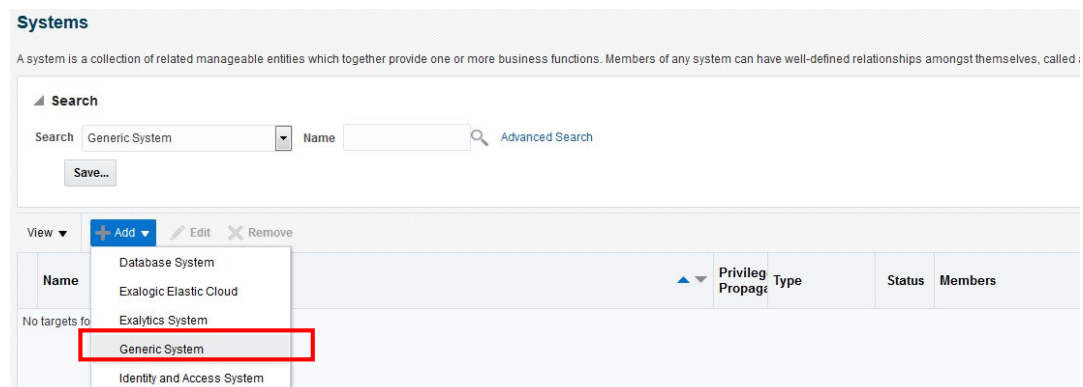 Systems
A system is a collection of related manageable entities which together provide one or more business functions. Members of any system can have well-defined relationships amongst themselves, called
Search
Search Generic System Name Advanced Search
Save...
View Add Edit Remove
Database System
Name Privileg Propaga Type Status Members
Exalogic Elastic Cloud
No targets fo Exalytics System
Generic System
Identity and Access System